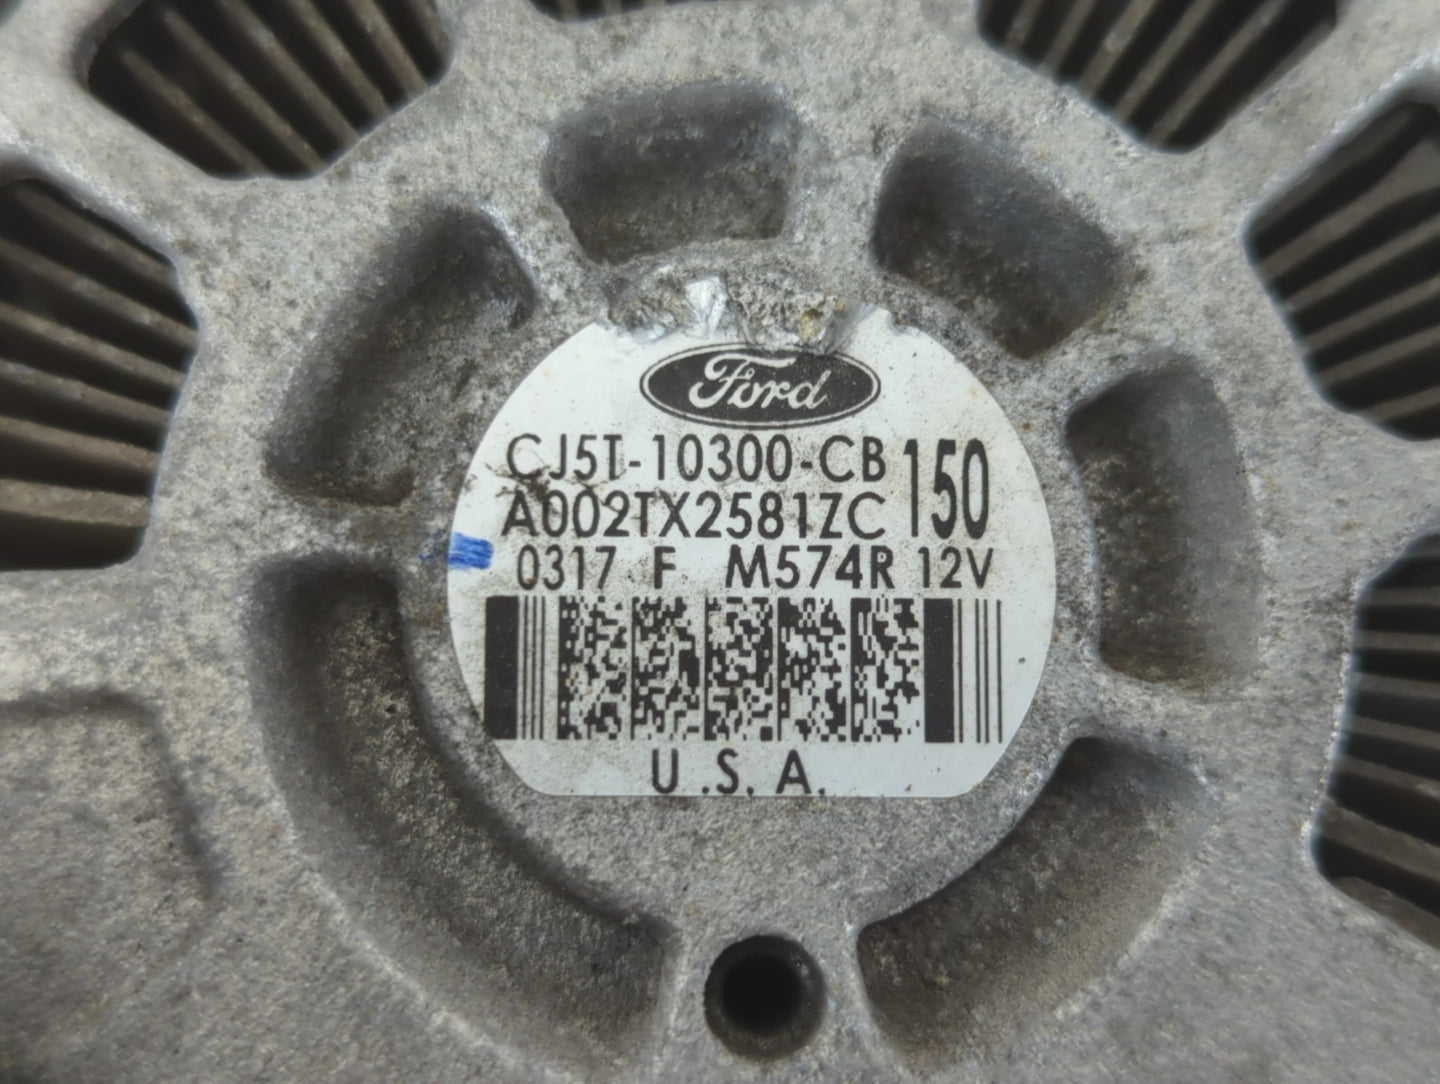 Ford
CJ5T-10300-CB 150
A002TX2581ZC
0317 F M574R 12V
U.S.A.